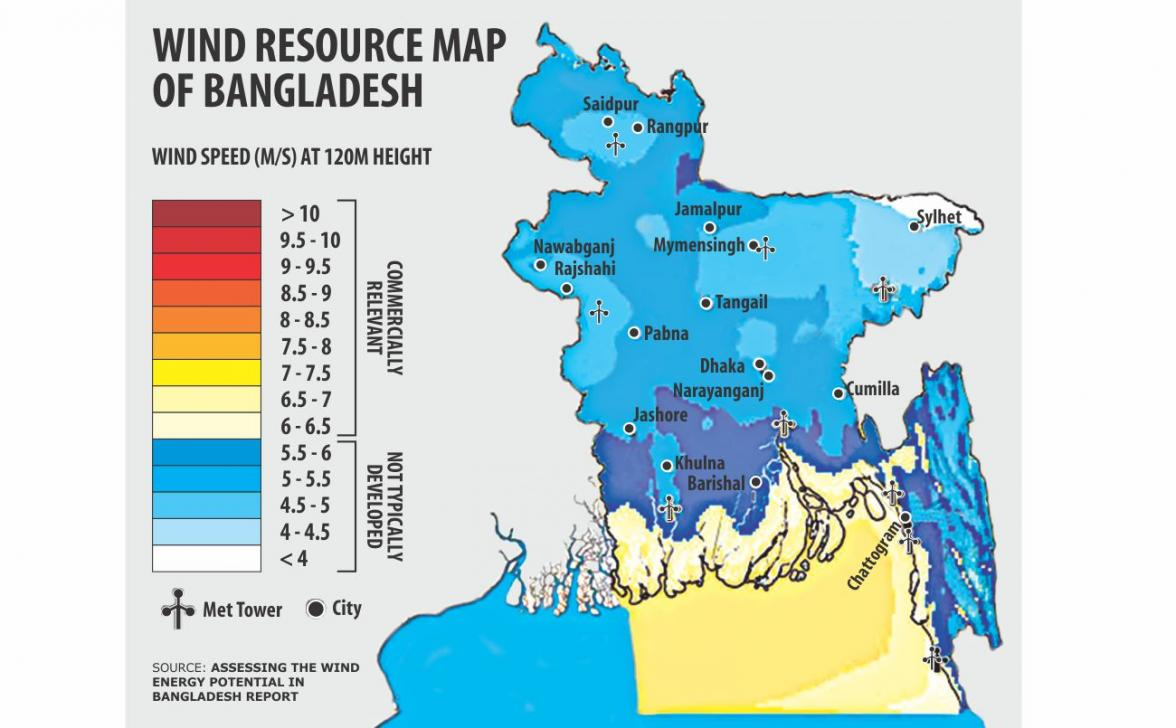 WIND RESOURCE MAP
OF BANGLADESH
WIND SPEED (M/S) AT 120M HEIGHT
> 10
9.5 - 10
9 - 9.5
8.5 - 9
8 - 8.5
7.5 - 8
7 - 7.5
6.5 - 7
6 - 6.5
COMMERCIALLY
RELEVANT
5.5 - 6
5 - 5.5
4.5 - 5
4 - 4.5
< 4
NOT TYPICALLY
DEVELOPED
Met Tower
City
SOURCE: ASSESSING THE WIND
ENERGY POTENTIAL IN
BANGLADESH REPORT
Saidpur
Rangpur
Jamalpur
Sylhet
Mymensingh
Nawabganj
Rajshahi
Tangail
Pabna
Dhaka
Narayanganj
Cumilla
Jashore
Khulna
Barishal
Chattogram